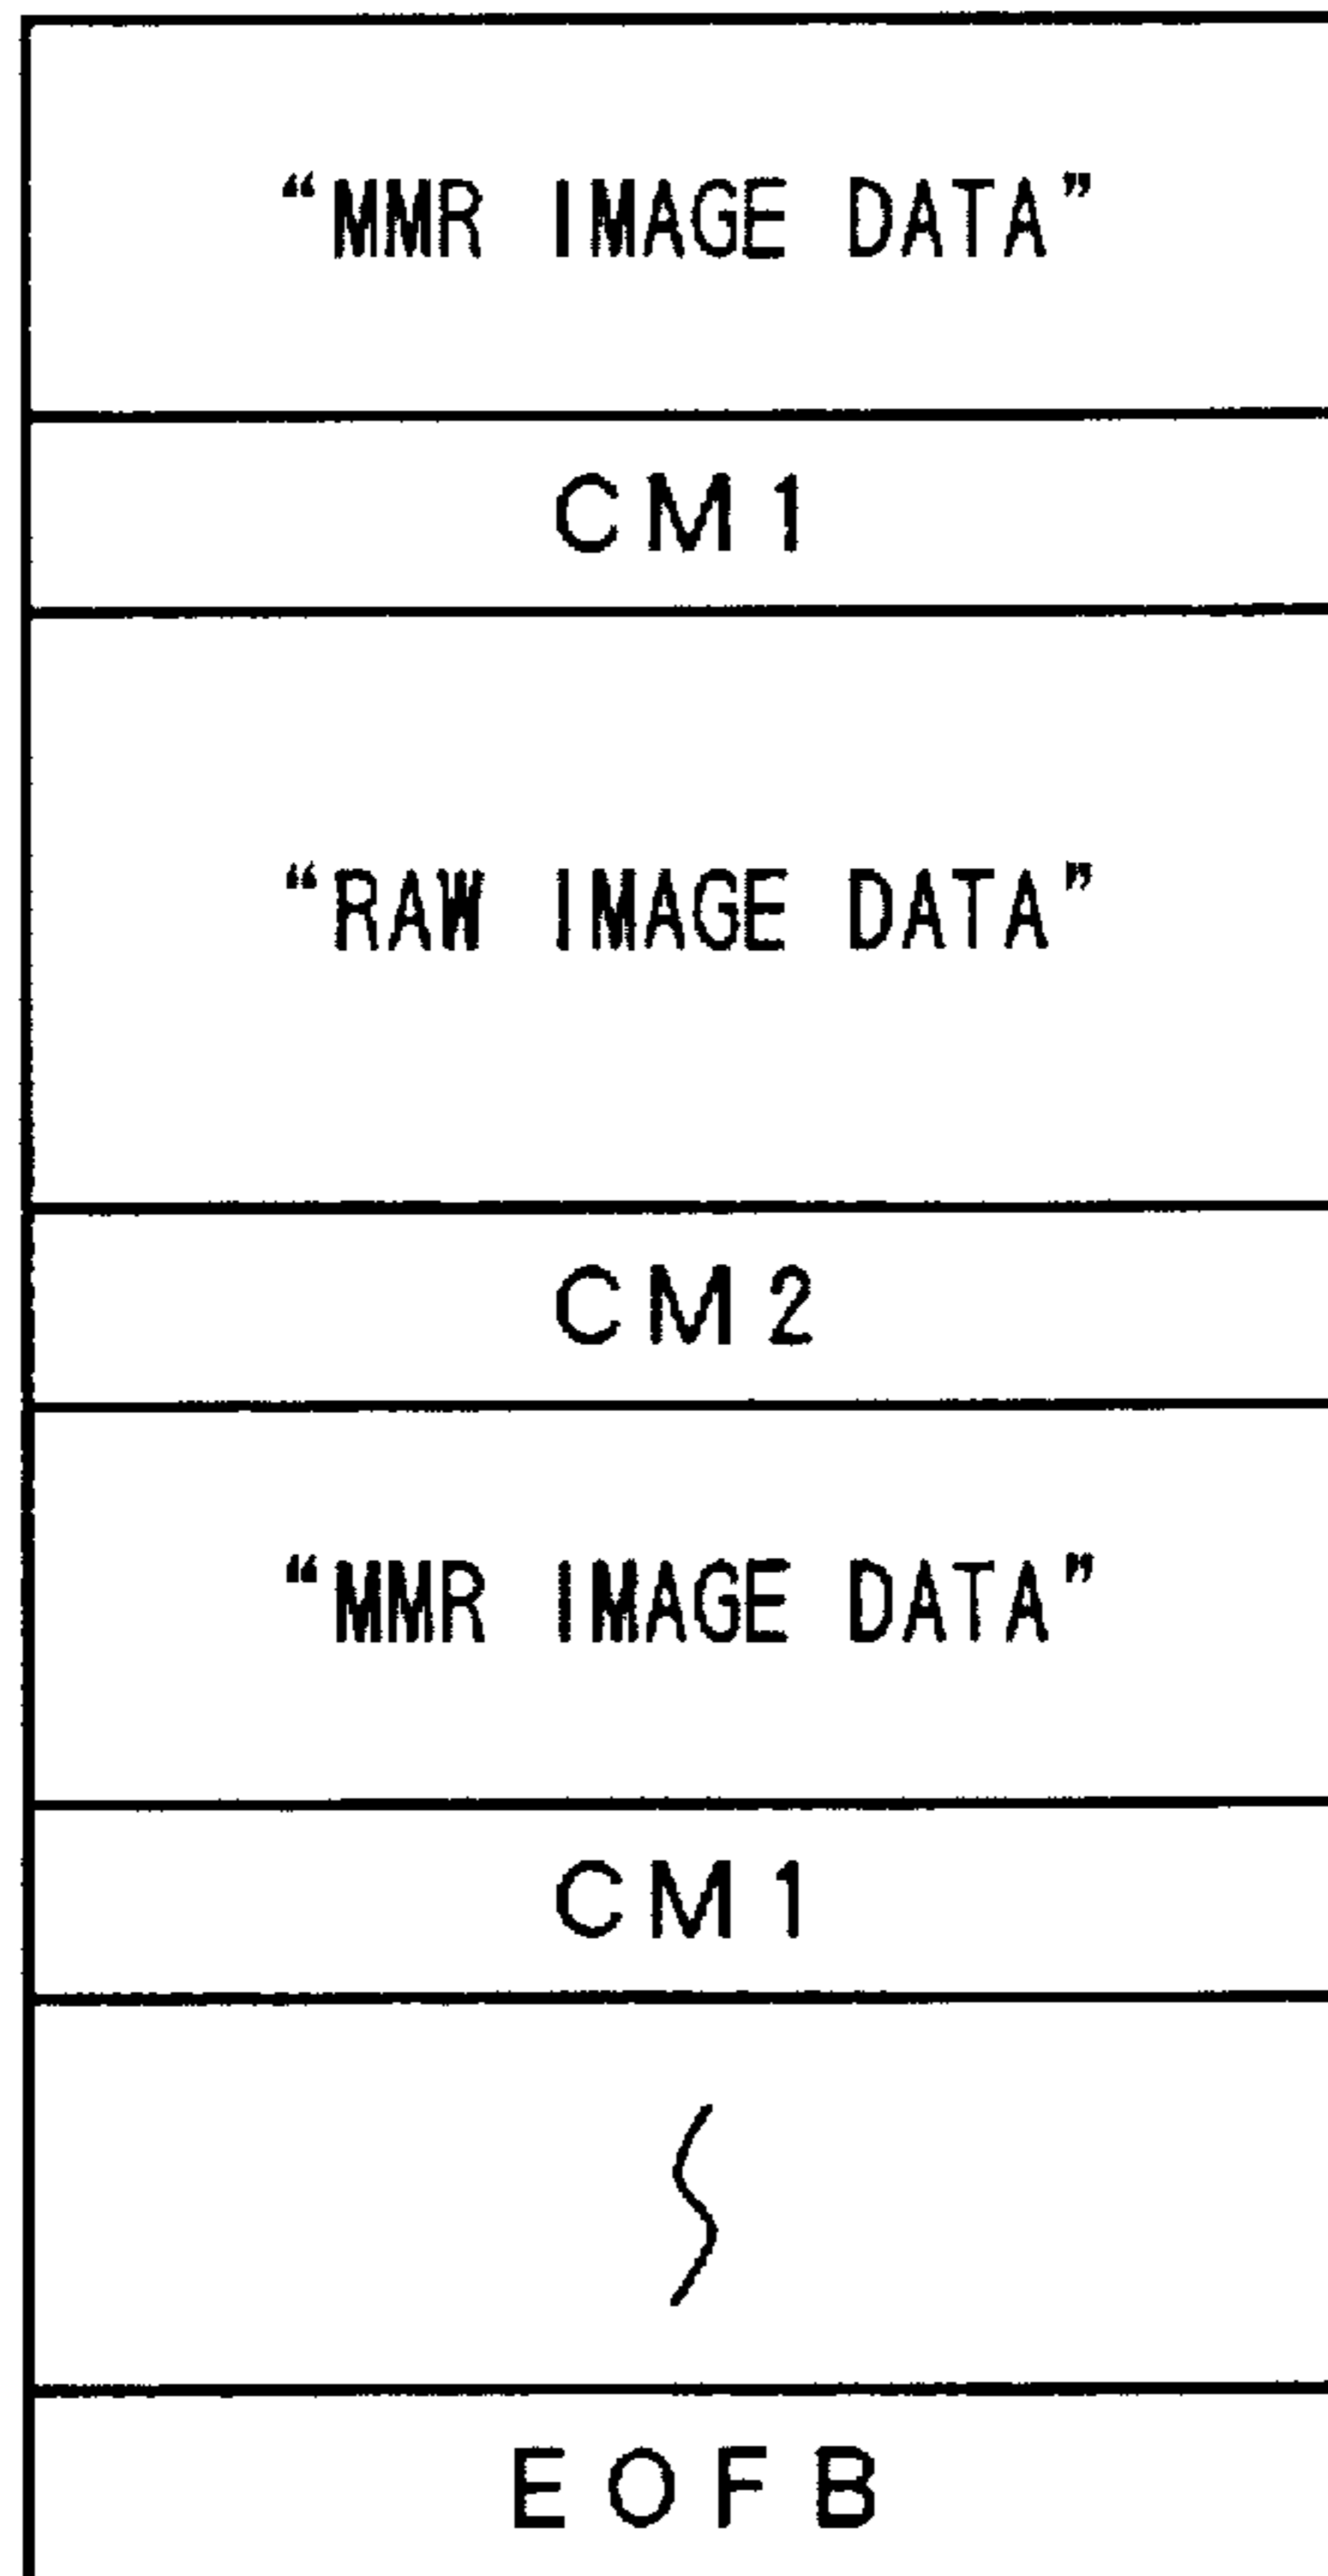 “MMR IMAGE DATA”
CM1
“RAW IMAGE DATA”
CM2
“MMR IMAGE DATA”
CM1
EOFB